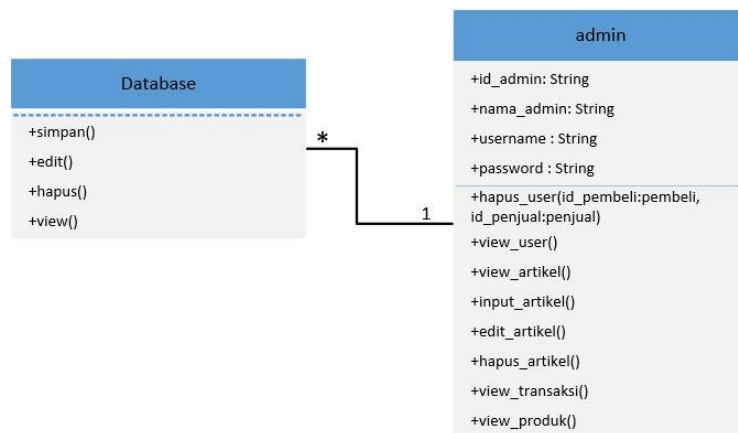 Database
+simpan()
+edit()
+hapus()
+view()
*
1
admin
+id_admin: String
+nama_admin: String
+username : String
+password : String
+hapus_user(id_pembeli:pembeli,
id_penjual:penjual)
+view_user()
+view_artikel()
+input_artikel()
+edit_artikel()
+hapus_artikel()
+view_transaksi()
+view_produk()